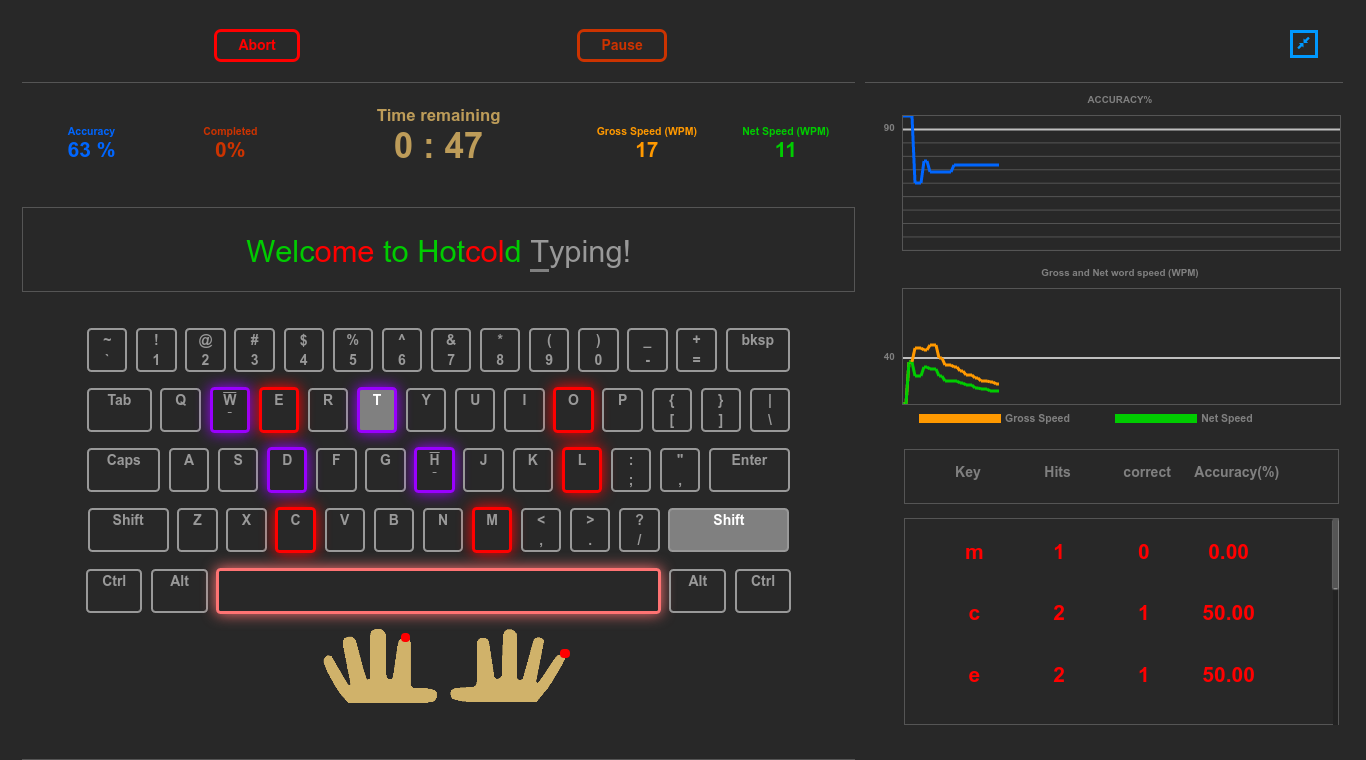 Abort
Pause
ACCURACY%
Time remaining
Accuracy
Completed
Gross Speed (WPM)
Net Speed (WPM)
90
63 %
0%
0 : 47
17
11
Welcome to Hotcold Typing!
Gross and Net word speed (WPM)
40
Gross Speed
Net Speed
~ ! @ # $ % ^ & * ( ) _ + bksp
` 1 2 3 4 5 6 7 8 9 0 - =
Tab Q W E R T Y U I O P { } |
[ ] \
Caps A S D F G H J K L : " Enter
; ,
Shift Z X C V B N M < > ? Shift
, . /
Ctrl Alt Alt Ctrl
Key Hits correct Accuracy(%)
m 1 0 0.00
c 2 1 50.00
e 2 1 50.00